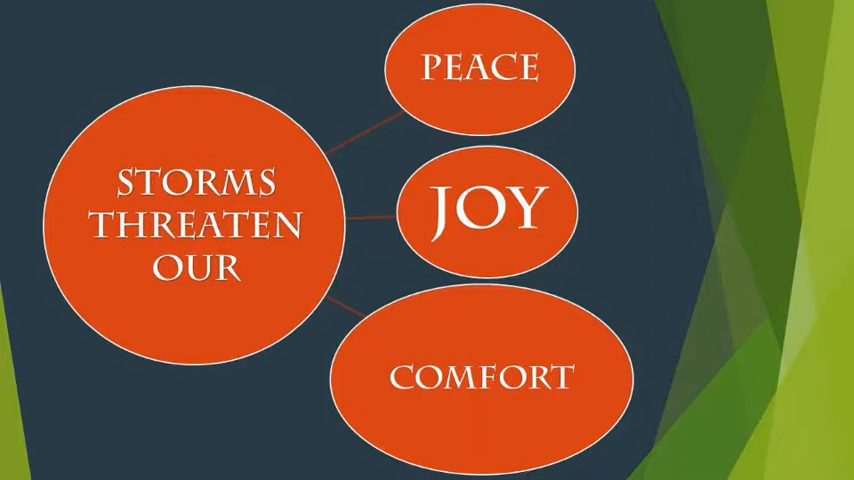 STORMS
THREATEN
OUR
PEACE
JOY
COMFORT